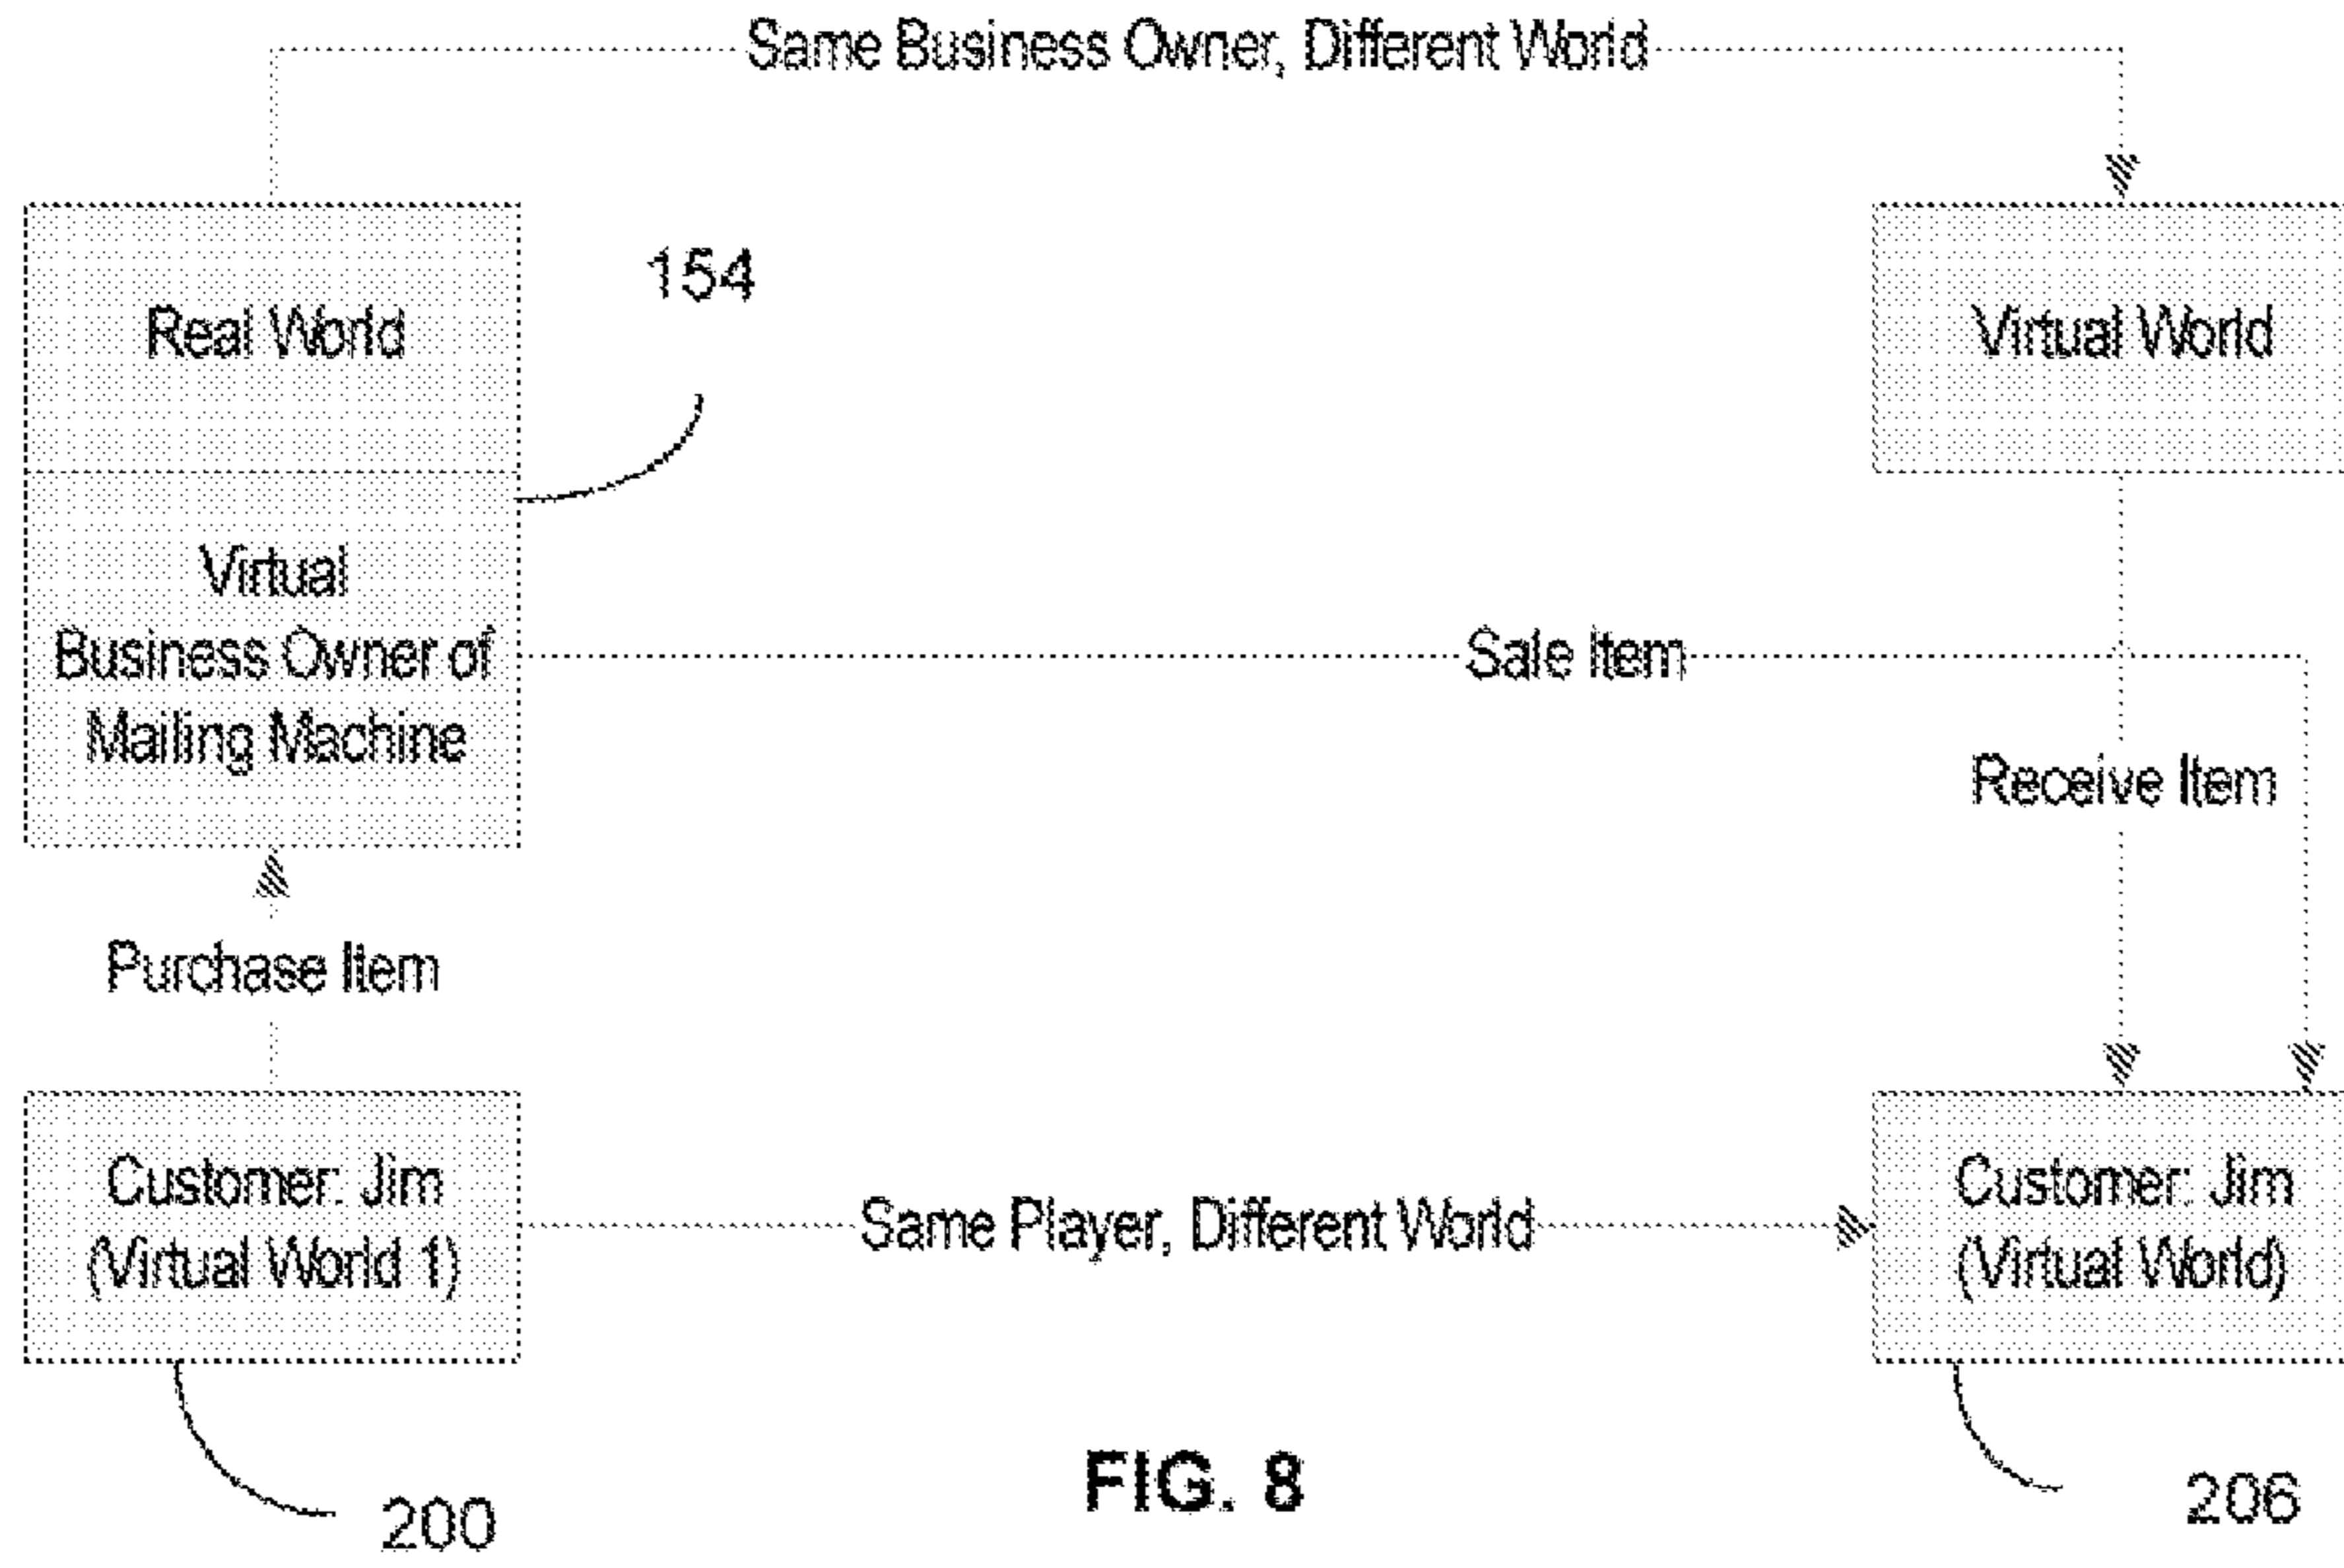 Same Business Owner, Different World
154
Real World
Virtual World
Virtual
Business Owner of
Mailing Machine
Sale Item
Receive Item
Purchase Item
Customer: Jim
(Virtual World 1)
Same Player, Different World
Customer: Jim
(Virtual World)
200
FIG. 8
206